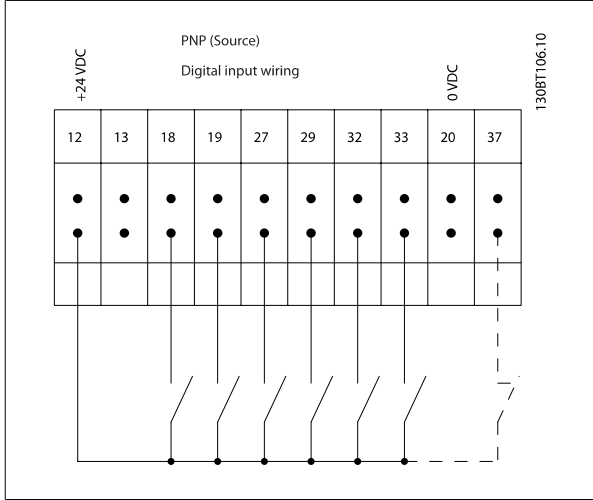 PNP (Source)
Digital input wiring
+24 VDC
0 VDC
130BT106.10
12 13 18 19 27 29 32 33 20 37